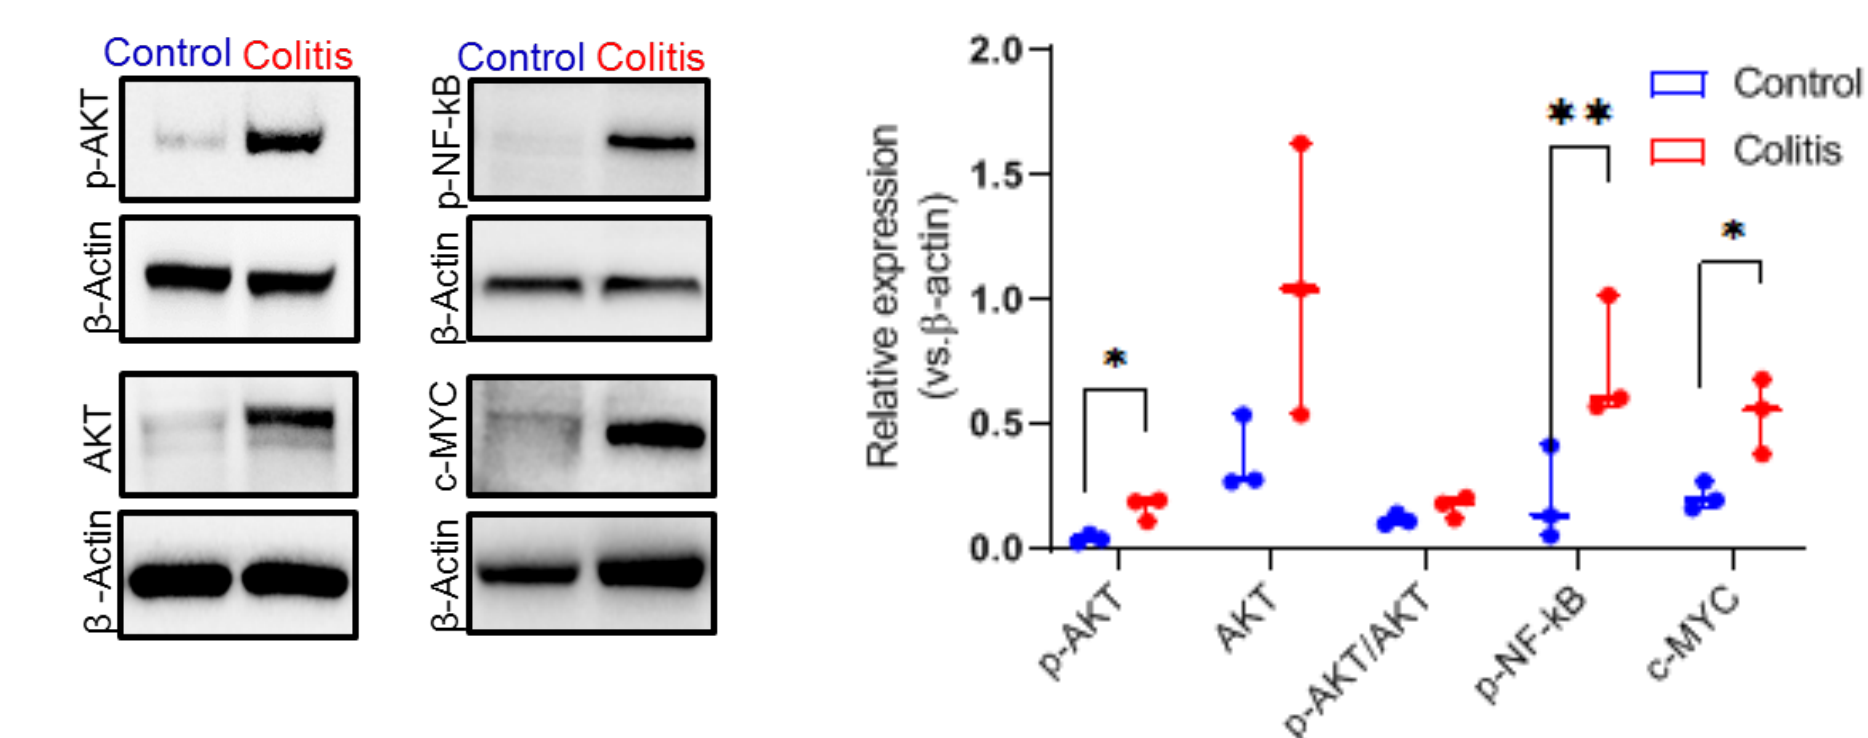 Control Colitis
p-AKT
β-Actin
AKT
β -Actin
Control Colitis
p-NF-kB
β-Actin
c-MYC
β-Actin
Relative expression
(vs.β-actin)
2.0
1.5
1.0
0.5
0.0
*
**
*
Control
Colitis
p-AKT
AKT
p-AKT/AKT
p-NF-kB
c-MYC